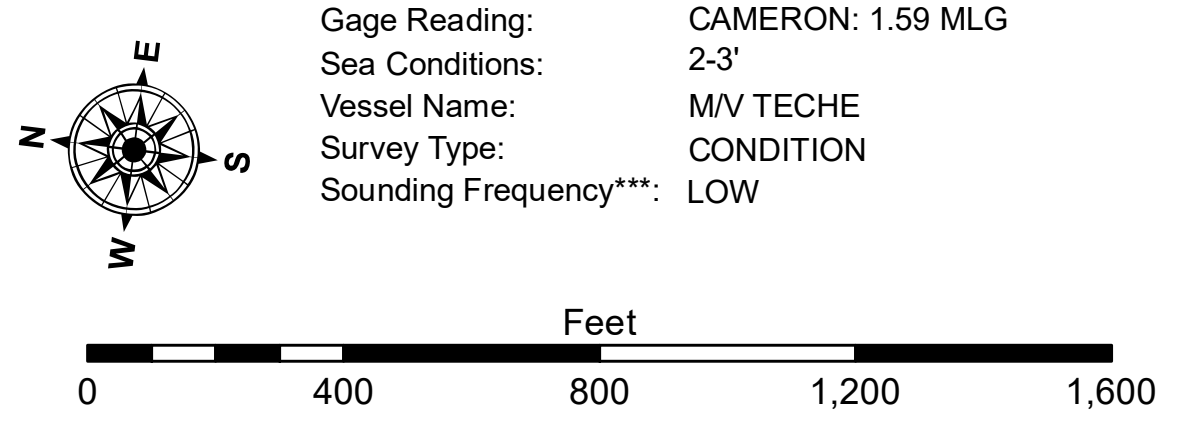 Gage Reading: CAMERON: 1.59 MLG
Sea Conditions: 2-3'
Vessel Name: M/V TECHE
Survey Type: CONDITION
Sounding Frequency***: LOW
E
N
S
W
Feet
0 400 800 1,200 1,600